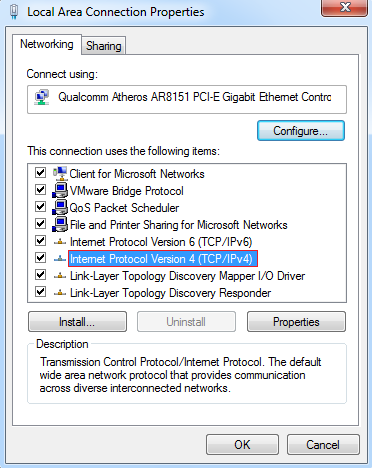 Local Area Connection Properties
Networking
Sharing
Connect using:
Qualcomm Atheros AR8151 PCI-E Gigabit Ethernet Contro
Configure...
This connection uses the following items:
Client for Microsoft Networks
VMware Bridge Protocol
QoS Packet Scheduler
File and Printer Sharing for Microsoft Networks
Internet Protocol Version 6 (TCP/IPv6)
Internet Protocol Version 4 (TCP/IPv4)
Link-Layer Topology Discovery Mapper I/O Driver
Link-Layer Topology Discovery Responder
Install...
Uninstall
Properties
Description
Transmission Control Protocol/Internet Protocol. The default
wide area network protocol that provides communication
across diverse interconnected networks.
OK
Cancel